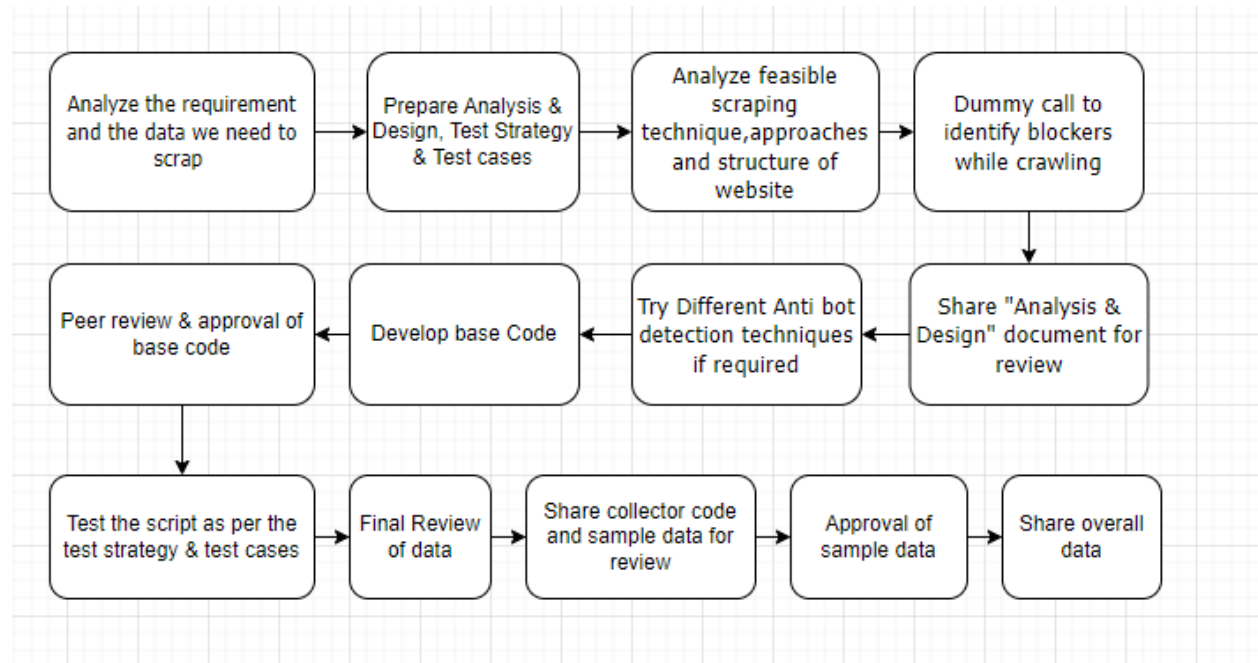 Analyze the requirement
and the data we need to
scrap
Prepare Analysis &
Design, Test Strategy
& Test cases
Analyze feasible
scraping
technique,approaches
and structure of
website
Dummy call to
identify blockers
while crawling
Share "Analysis &
Design" document for
review
Try Different Anti bot
detection techniques
if required
Develop base Code
Peer review & approval of
base code
Test the script as per the
test strategy & test cases
Final Review
of data
Share collector code
and sample data for
review
Approval of
sample data
Share overall
data